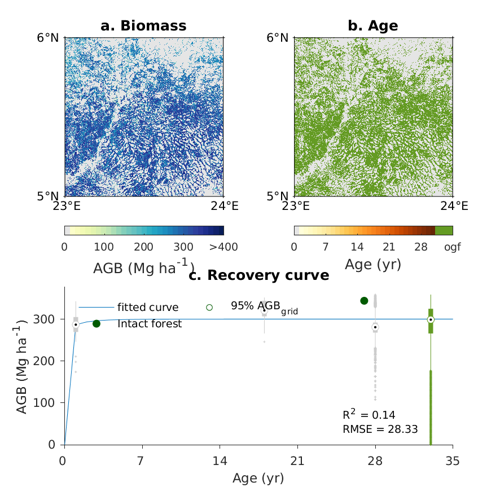 a. Biomass
b. Age
6°N
6°N
5°N
5°N
23°E
24°E
23°E
24°E
0 100 200 300 >400
0 7 14 21 28 ogf
AGB (Mg ha-1)
Age (yr)
c. Recovery curve
fitted curve
95% AGBgrid
Intact forest
300
200
100
0
AGB (Mg ha-1)
R2 = 0.14
RMSE = 28.33
0 7 14 21 28 35
Age (yr)